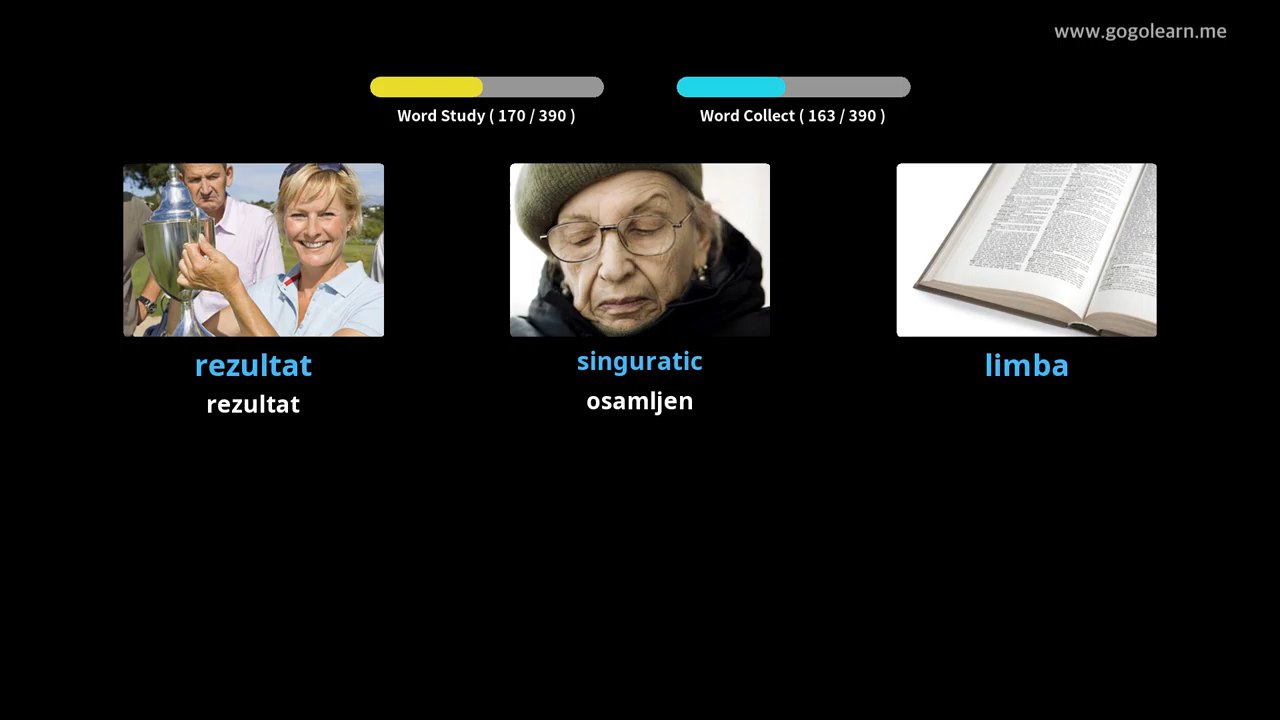 www.gogolearn.me
Word Study ( 170 / 390 )
Word Collect ( 163 / 390 )
rezultat
singuratic
limba
rezultat
osamljen